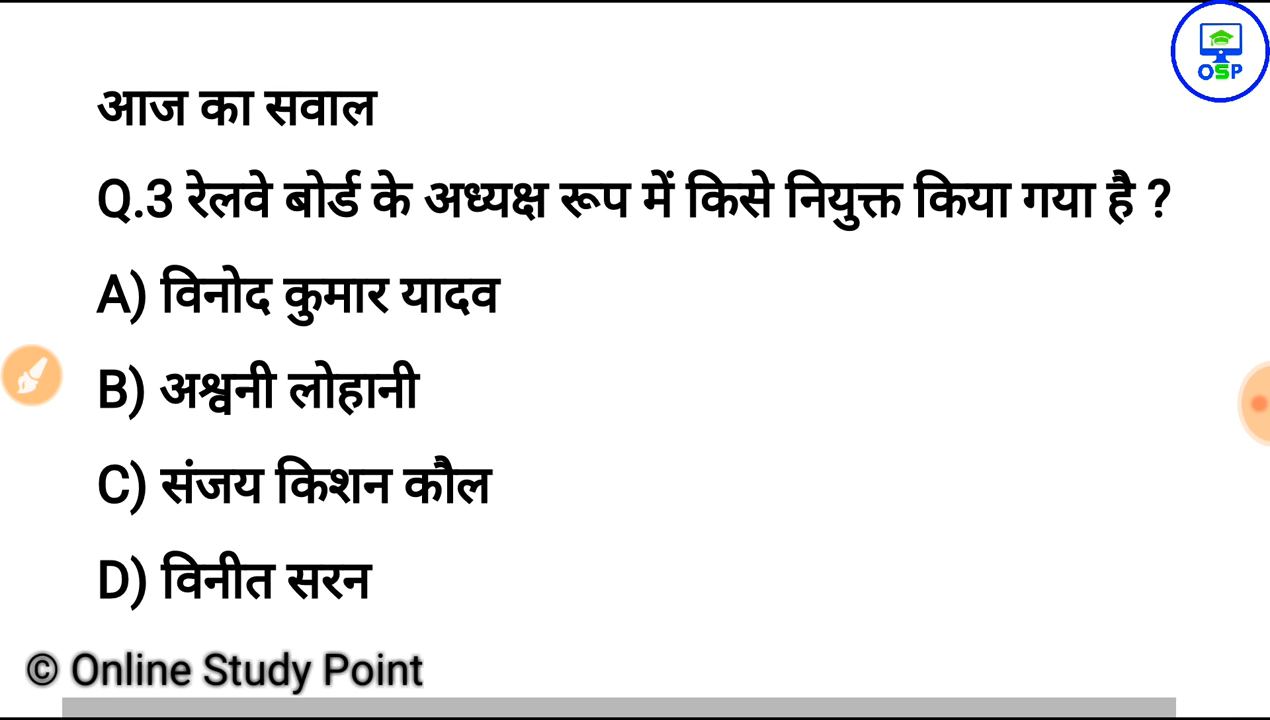 OSP
आज का सवाल
Q.3 रेलवे बोर्ड के अध्यक्ष रूप में किसे नियुक्त किया गया है ?
A) विनोद कुमार यादव
B) अश्वनी लोहानी
C) संजय किशन कौल
D) विनीत सरन
© Online Study Point